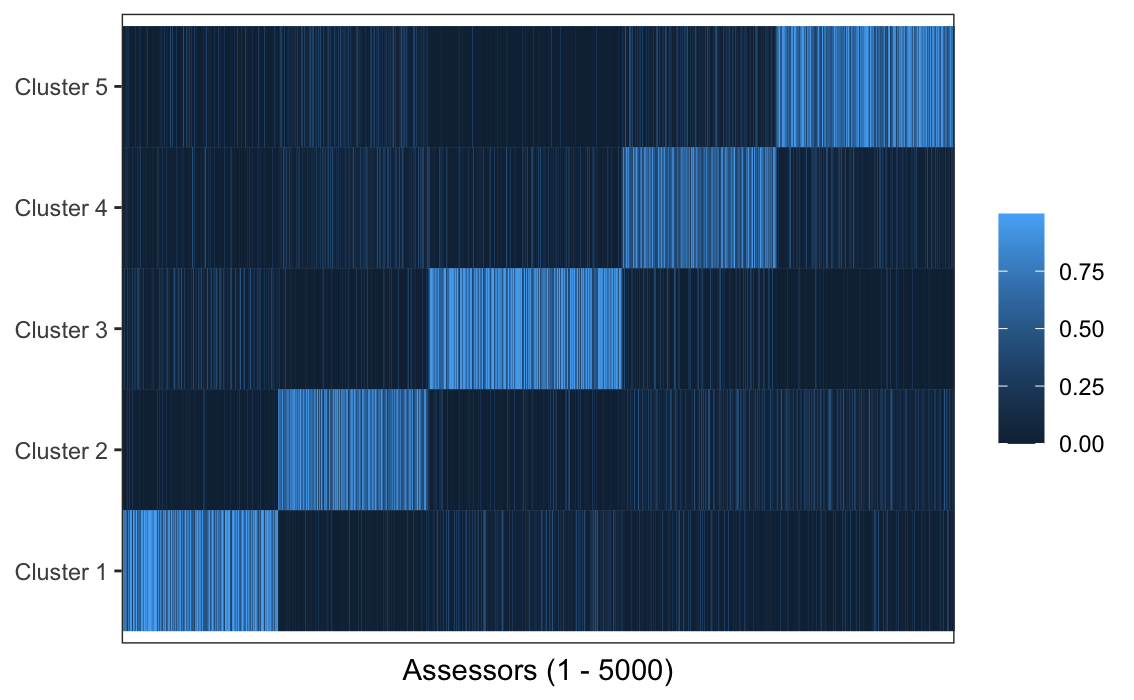 Cluster 5
Cluster 4
Cluster 3
Cluster 2
Cluster 1
Assessors (1 - 5000)
0.75
0.50
0.25
0.00